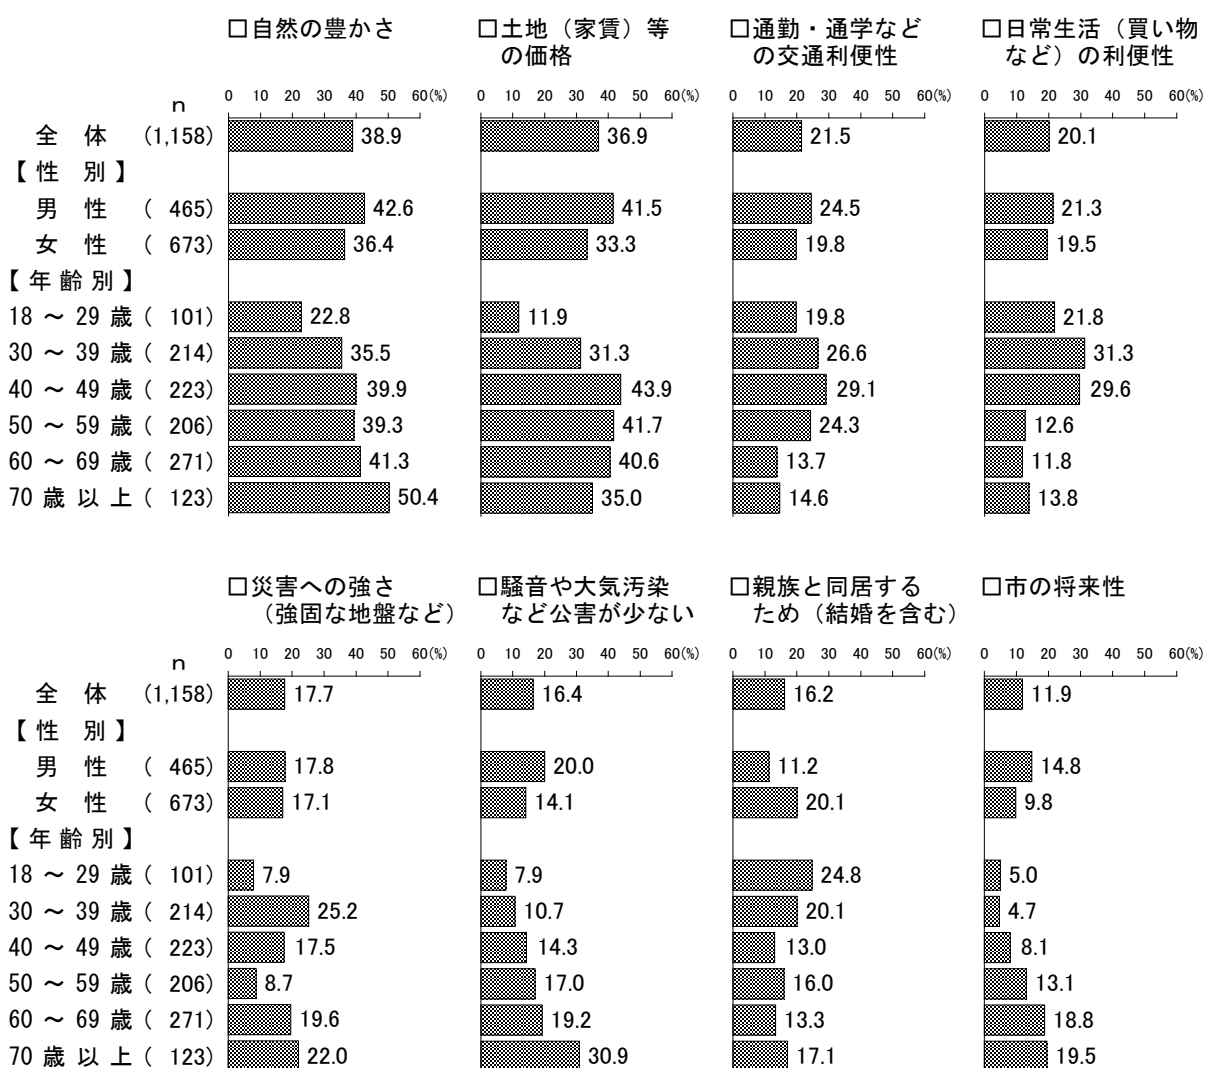 □自然の豊かさ □土地（家賃）等 □通勤・通学など □日常生活（買い物
の価格 の交通利便性 など）の利便性
n 0 10 20 30 40 50 60(%) 0 10 20 30 40 50 60(%) 0 10 20 30 40 50 60(%) 0 10 20 30 40 50 60(%)
全 体 (1,158) 38.9 36.9 21.5 20.1
【性 別】
男 性 ( 465) 42.6 41.5 24.5 21.3
女 性 ( 673) 36.4 33.3 19.8 19.5
【年齢別】
18 ～ 29 歳 ( 101) 22.8 11.9 19.8 21.8
30 ～ 39 歳 ( 214) 35.5 31.3 26.6 31.3
40 ～ 49 歳 ( 223) 39.9 43.9 29.1 29.6
50 ～ 59 歳 ( 206) 39.3 41.7 24.3 12.6
60 ～ 69 歳 ( 271) 41.3 40.6 13.7 11.8
70 歳 以 上 ( 123) 50.4 35.0 14.6 13.8
□災害への強さ □騒音や大気汚染 □親族と同居する □市の将来性
（強固な地盤など） など公害が少ない ため（結婚を含む）
n 0 10 20 30 40 50 60(%) 0 10 20 30 40 50 60(%) 0 10 20 30 40 50 60(%) 0 10 20 30 40 50 60(%)
全 体 (1,158) 17.7 16.4 16.2 11.9
【性 別】
男 性 ( 465) 17.8 20.0 11.2 14.8
女 性 ( 673) 17.1 14.1 20.1 9.8
【年齢別】
18 ～ 29 歳 ( 101) 7.9 7.9 24.8 5.0
30 ～ 39 歳 ( 214) 25.2 10.7 20.1 4.7
40 ～ 49 歳 ( 223) 17.5 14.3 13.0 8.1
50 ～ 59 歳 ( 206) 8.7 17.0 16.0 13.1
60 ～ 69 歳 ( 271) 19.6 19.2 13.3 18.8
70 歳 以 上 ( 123) 22.0 30.9 17.1 19.5